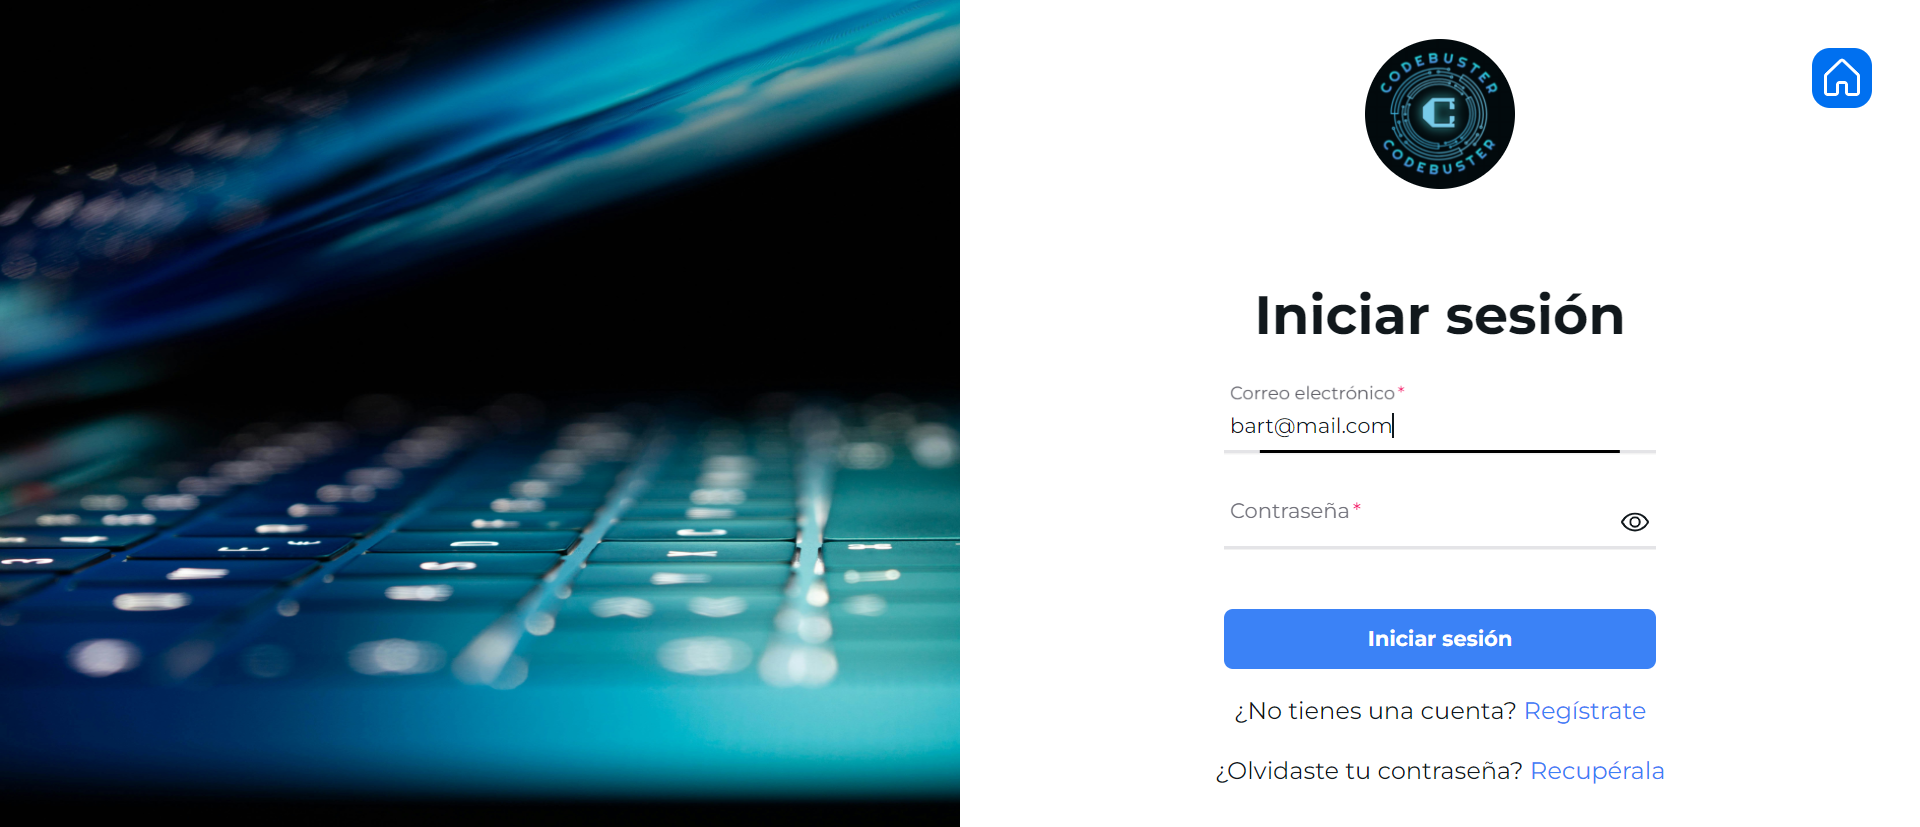 CODEBUSTER
C
CODEBUSTER
Iniciar sesión
Correo electrónico*
bart@mail.com
Contraseña*
Iniciar sesión
¿No tienes una cuenta? Regístrate
¿Olvidaste tu contraseña? Recupérala